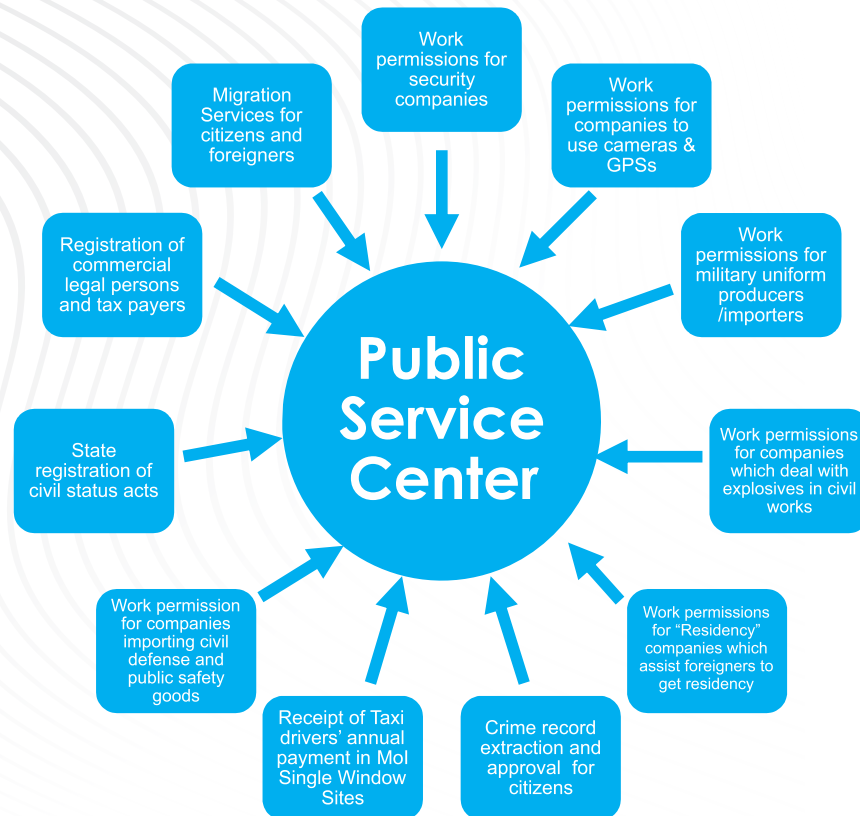 Work
permissions for
security
companies
Work
permissions for
companies to
use cameras &
GPSs
Work
permissions for
military uniform
producers
/importers
Work permissions
for companies
which deal with
explosives in civil
works
Work permissions
for “Residency”
companies which
assist foreigners to
get residency
Crime record
extraction and
approval for
citizens
Receipt of Taxi
drivers’ annual
payment in MoI
Single Window
Sites
Work permission
for companies
importing civil
defense and
public safety
goods
State
registration of
civil status acts
Registration of
commercial
legal persons
and tax payers
Migration
Services for
citizens and
foreigners
Public
Service
Center